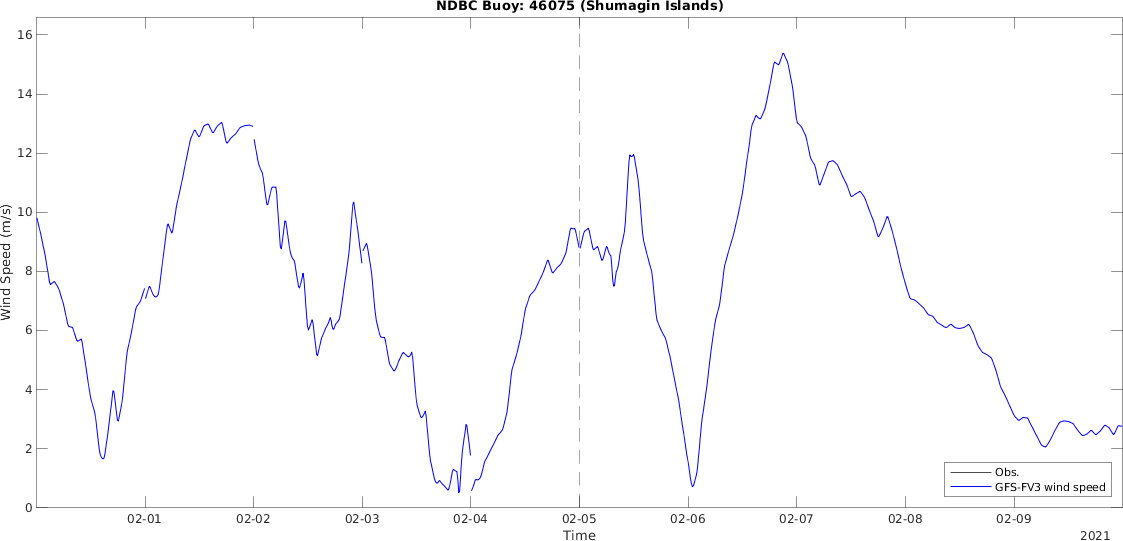 NDBC Buoy: 46075 (Shumagin Islands)
16
14
12
10
8
6
4
2
0
Wind Speed (m/s)
02-01 02-02 02-03 02-04 02-05 02-06 02-07 02-08 02-09
Time
2021
Obs.
GFS-FV3 wind speed